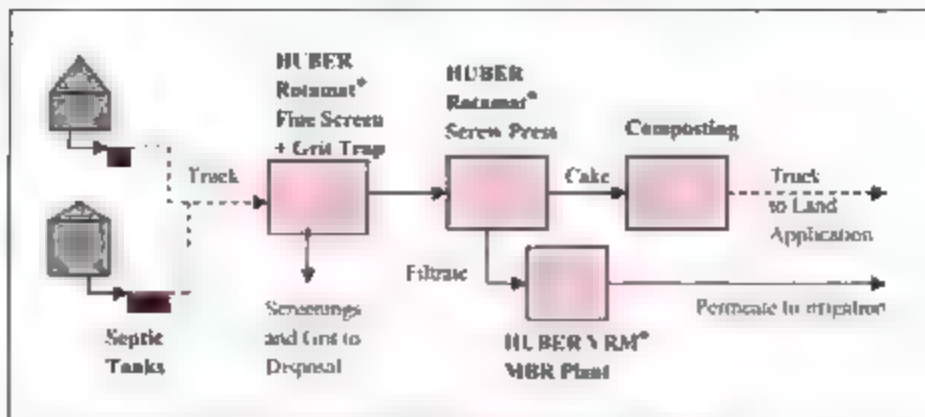 HUBER
Rotamat®
Fine Screen
+ Grit Trap
HUBER
Rotamat®
Screw Press
Composting
Truck
Cake
Truck
to Land
Application
Filtrate
Screenings
and Grit to
Disposal
Septic
Tanks
HUBER VRM®
MBR Plant
Permeate to irrigation